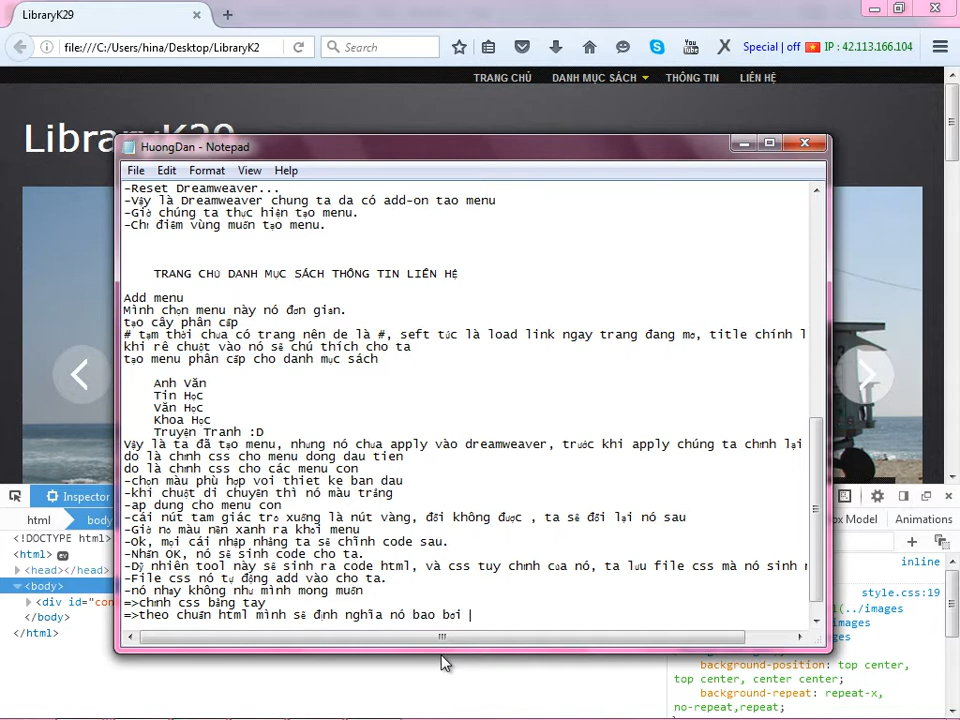 LibraryK29
file:///C:/Users/hina/Desktop/LibraryK2
Search
You Tube
Special | off
IP : 42.113.166.104
TRANG CHỦ DANH MỤC SÁCH THÔNG TIN LIÊN HỆ
LibraryK29
HuongDan - Notepad
File Edit Format View Help
-Reset Dreamweaver...
-Vậy là Dreamweaver chung ta da có add-on tao menu
-Giờ chúng ta thực hiện tạo menu.
-Chỉ điểm vùng muốn tạo menu.
TRANG CHỦ DANH MỤC SÁCH THÔNG TIN LIÊN HỆ
Add menu
Mình chọn menu này nó đơn giản.
tạo cây phân cấp
# tạm thời chưa có trang nên de là #, seft tức là load link ngay trang đang mở, title chính l
khi rê chuột vào nó sẽ chú thích cho ta
tạo menu phân cấp cho danh mục sách
Anh Văn
Tin Học
Văn Học
Khoa Học
Truyện Tranh :D
Vậy là ta đã tạo menu, nhưng nó chưa apply vào dreamweaver, trước khi apply chúng ta chỉnh lại
do là chỉnh css cho menu dong dau tien
do là chỉnh css cho các menu con
-chọn màu phù hợp voi thiet ke ban dau
-khi chuột di chuyển thì nó màu trắng
-ap dung cho menu con
-cái nút tam giác trỏ xuống là nút vàng, đổi không được , ta sẽ đổi lại nó sau
-Giờ nó màu nền xanh ra khỏi menu
-Ok, mọi cái nhập nhằng ta sẽ chĩnh code sau.
-Nhấn OK, nó sẽ sinh code cho ta.
-Dỹ nhiên tool này sẽ sinh ra code html, và css tuy chỉnh của nó, ta lưu file css mà nó sinh r
-File css nó tự động add vào cho ta.
-nó nhảy không như mình mong muốn
=>chỉnh css bằng tay
=>theo chuẩn html mình sẽ định nghĩa nó bao bởi
Inspector
html body
<!DOCTYPE html>
<html> ev
<head></head>
<body>
<div id="con
</body>
</html>
ox Model Animations
inline
style.css:19
l(../images
images
images
background-position: top center,
top center, center center;
background-repeat: repeat-x,
no-repeat,repeat;